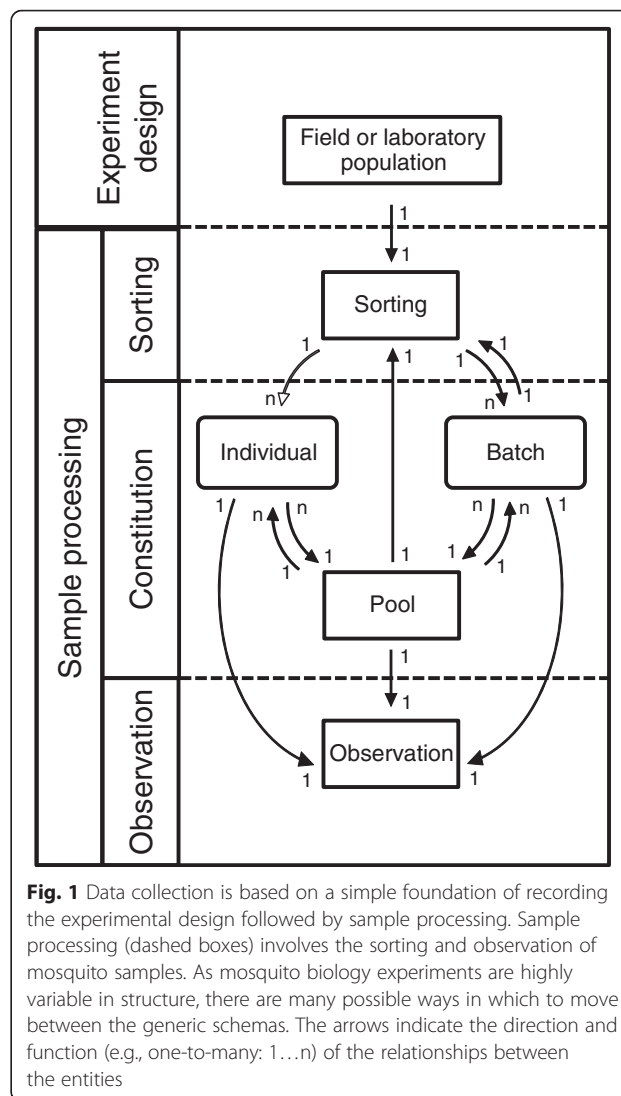 Experiment
design
Field or laboratory
population
1
1
Sample processing
Sorting
Sorting
1
n
1
1
n
1
1
Constitution
Individual
Batch
1
n
n
1
1
n
n
1
1
1
1
Pool
1
1
Observation
Observation
1
1
Fig. 1 Data collection is based on a simple foundation of recording
the experimental design followed by sample processing. Sample
processing (dashed boxes) involves the sorting and observation of
mosquito samples. As mosquito biology experiments are highly
variable in structure, there are many possible ways in which to move
between the generic schemas. The arrows indicate the direction and
function (e.g., one-to-many: 1...n) of the relationships between
the entities